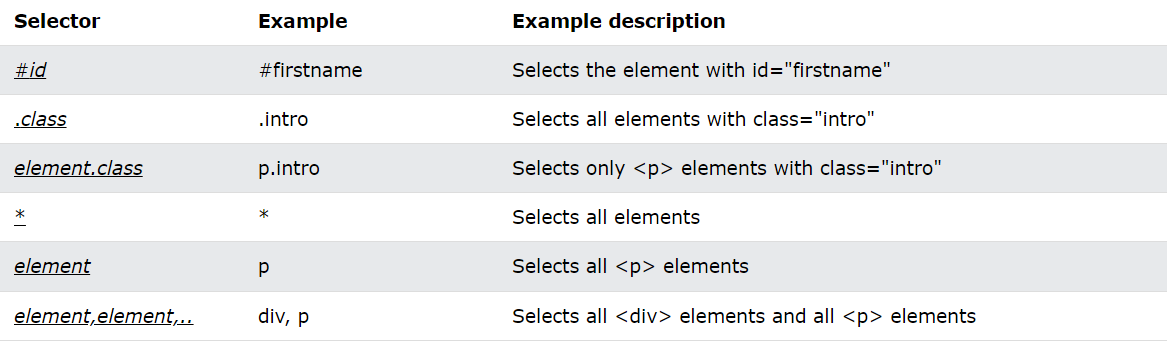 Selector Example Example description
#id #firstname Selects the element with id="firstname"
.class .intro Selects all elements with class="intro"
element.class p.intro Selects only <p> elements with class="intro"
* * Selects all elements
element p Selects all <p> elements
element,element,.. div, p Selects all <div> elements and all <p> elements